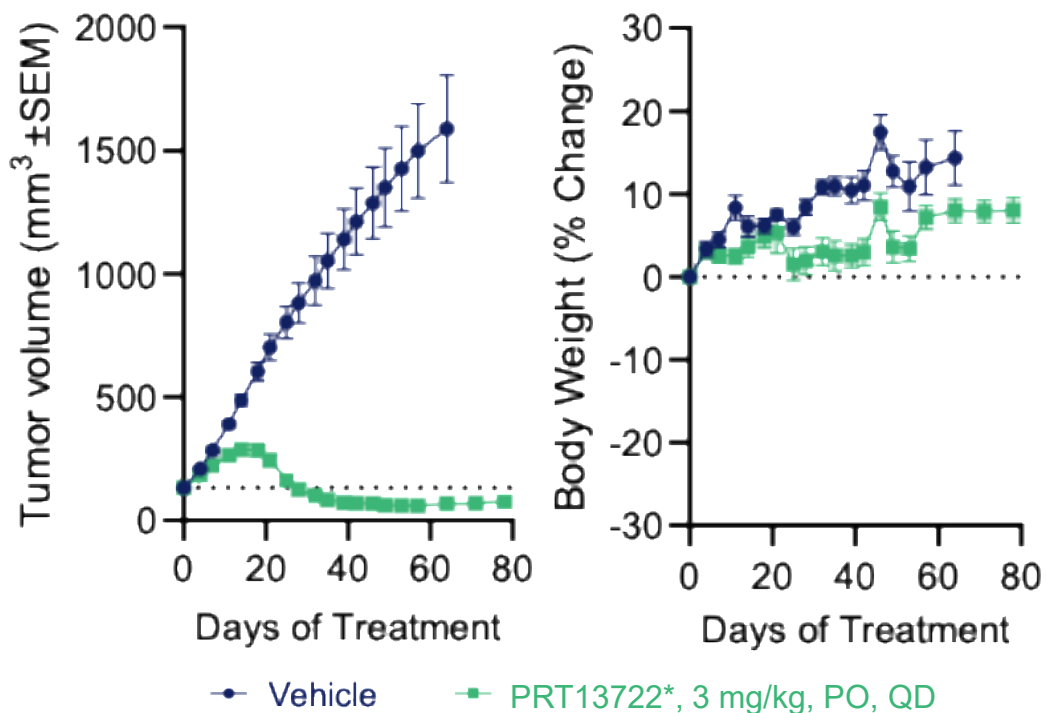 Tumor volume (mm³ ±SEM)
2000
1500
1000
500
0
0 20 40 60 80
Days of Treatment
Body Weight (% Change)
30
20
10
0
-10
-20
-30
0 20 40 60 80
Days of Treatment
Vehicle
PRT13722*, 3 mg/kg, PO, QD